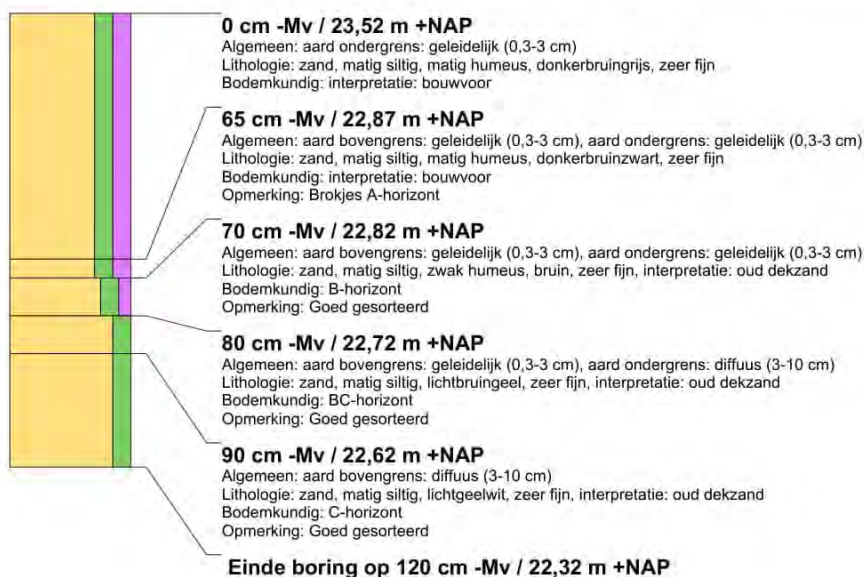 0 cm -Mv / 23,52 m +NAP
Algemeen: aard ondergrens: geleidelijk (0,3-3 cm)
Lithologie: zand, matig siltig, matig humeus, donkerbruingrijs, zeer fijn
Bodemkundig: interpretatie: bouwvoor
65 cm -Mv / 22,87 m +NAP
Algemeen: aard bovengrens: geleidelijk (0,3-3 cm), aard ondergrens: geleidelijk (0,3-3 cm)
Lithologie: zand, matig siltig, matig humeus, donkerbruinzwart, zeer fijn
Bodemkundig: interpretatie: bouwvoor
Opmerking: Brokjes A-horizont
70 cm -Mv / 22,82 m +NAP
Algemeen: aard bovengrens: geleidelijk (0,3-3 cm), aard ondergrens: geleidelijk (0,3-3 cm)
Lithologie: zand, matig siltig, zwak humeus, bruin, zeer fijn, interpretatie: oud dekzand
Bodemkundig: B-horizont
Opmerking: Goed gesorteerd
80 cm -Mv / 22,72 m +NAP
Algemeen: aard bovengrens: geleidelijk (0,3-3 cm), aard ondergrens: diffuus (3-10 cm)
Lithologie: zand, matig siltig, lichtbruingeel, zeer fijn, interpretatie: oud dekzand
Bodemkundig: BC-horizont
Opmerking: Goed gesorteerd
90 cm -Mv / 22,62 m +NAP
Algemeen: aard bovengrens: diffuus (3-10 cm)
Lithologie: zand, matig siltig, lichtgeelwit, zeer fijn, interpretatie: oud dekzand
Bodemkundig: C-horizont
Opmerking: Goed gesorteerd
Einde boring op 120 cm -Mv / 22,32 m +NAP